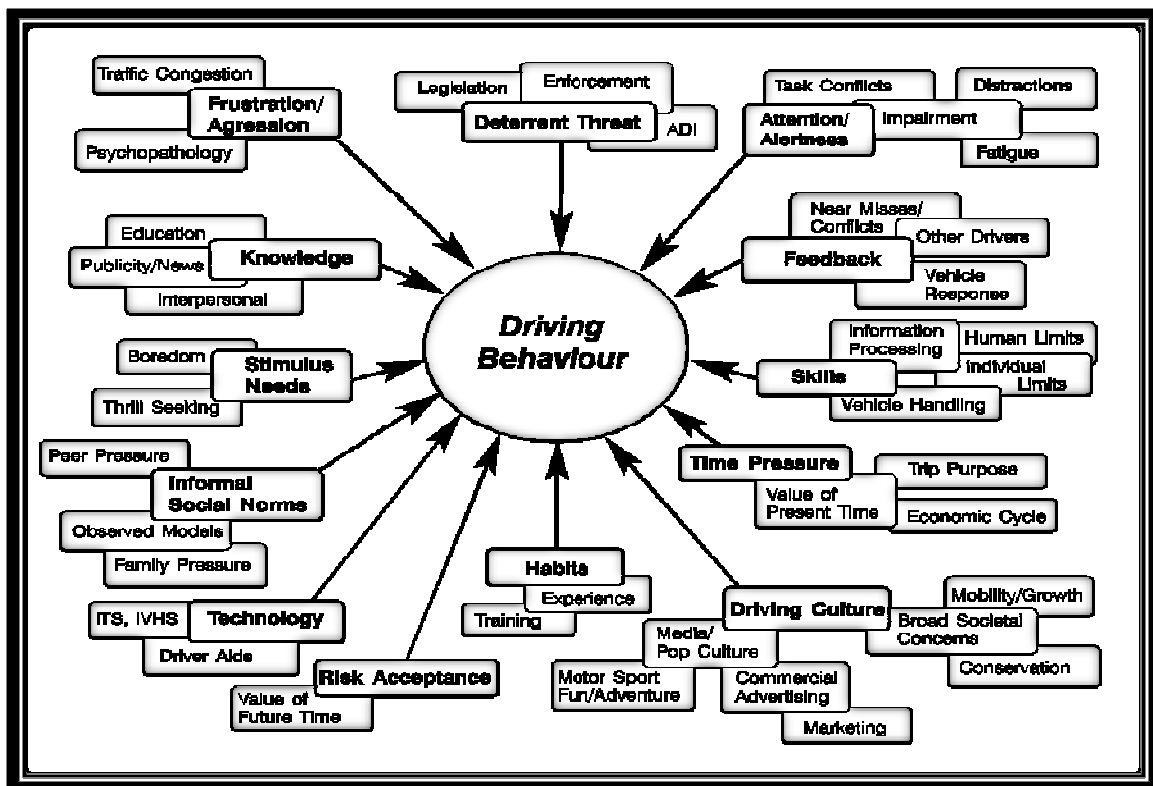 Traffic Congestion
Frustration/
Agression
Psychopathology
Legislation
Enforcement
Deterrent Threat
ADI
Task Conflicts
Distractions
Attention/
Alertness
Impairment
Fatigue
Education
Publicity/News
Knowledge
Interpersonal
Near Misses/
Conflicts
Other Drivers
Feedback
Vehicle
Response
Driving
Behaviour
Boredom
Stimulus
Needs
Thrill Seeking
Information
Processing
Human Limits
Skills
Individual
Limits
Vehicle Handling
Peer Pressure
Informal
Social Norms
Observed Models
Family Pressure
Time Pressure
Trip Purpose
Value of
Present Time
Economic Cycle
Habits
Experience
Training
ITS, IVHS
Technology
Driver Aids
Risk Acceptance
Value of
Future Time
Driving Culture
Mobility/Growth
Broad Societal
Concerns
Conservation
Media/
Pop Culture
Motor Sport
Fun/Adventure
Commercial
Advertising
Marketing